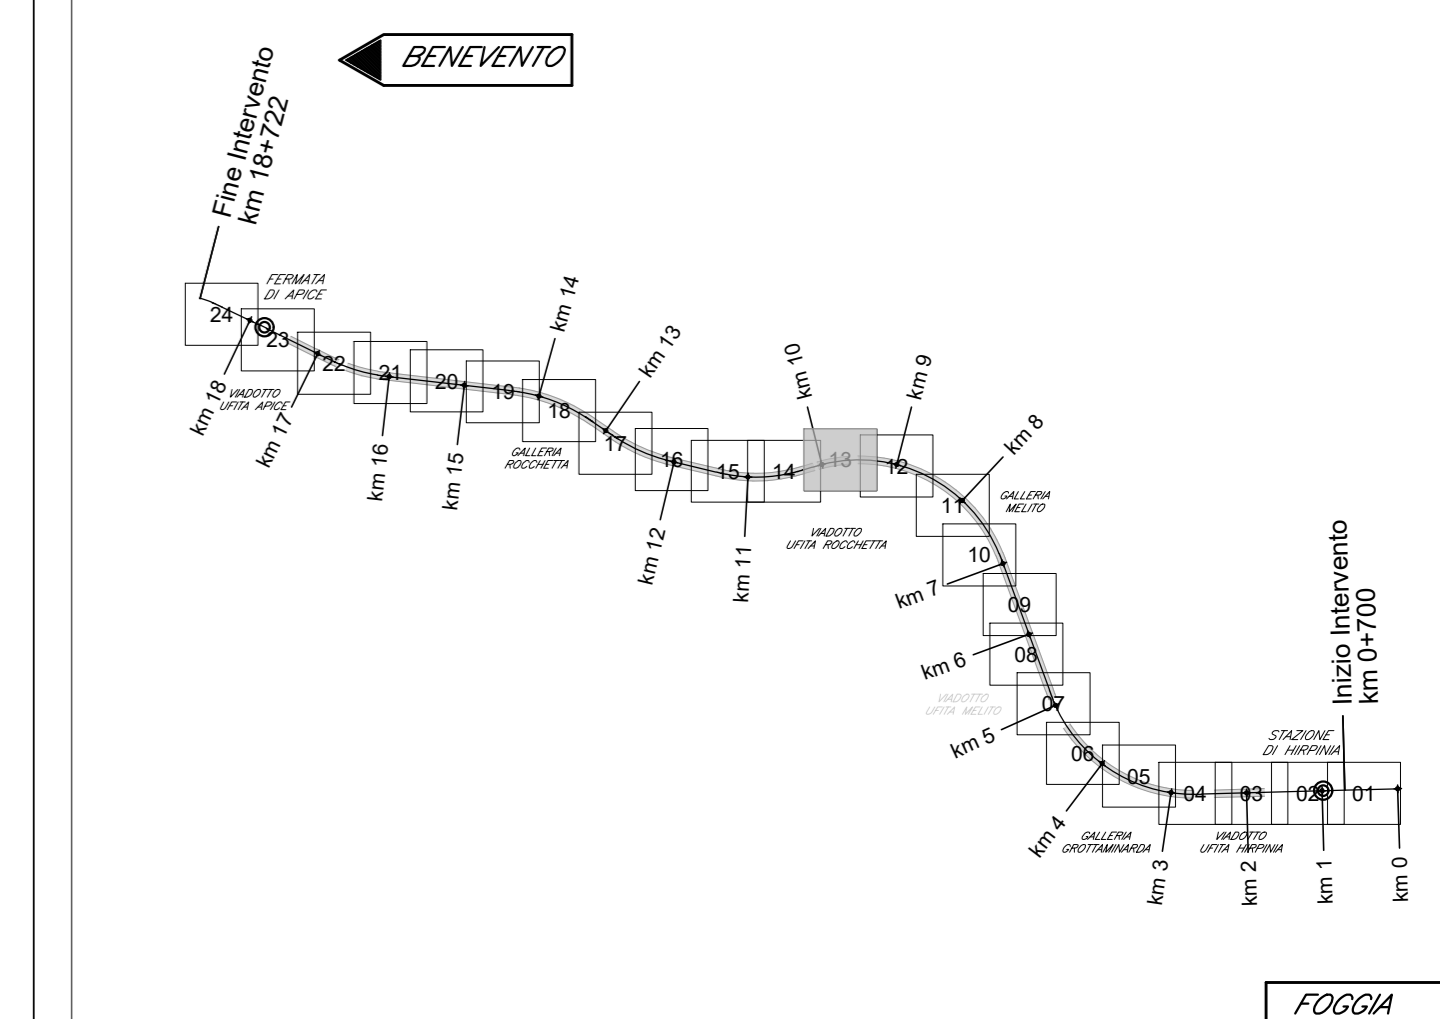 BENEVENTO
Fine Intervento
km 18+722
FERMATA
DI APICE
24
23
22
21
20
19
18
17
16
15
14
13
12
11
10
09
08
07
06
05
04
03
02
01
km 18
VIADOTTO
UFITA APICE
km 17
km 16
km 15
km 14
GALLERIA
ROCCHETTA
km 13
km 12
km 11
km 10
VIADOTTO
UFITA ROCCHETTA
km 9
km 8
GALLERIA
MELITO
km 7
km 6
VIADOTTO
UFITA MELITO
km 5
km 4
GALLERIA
GROTTAMINARDA
km 3
VIADOTTO
UFITA HIRPINIA
km 2
STAZIONE
DI HIRPINIA
km 1
Inizio Intervento
km 0+700
km 0
FOGGIA